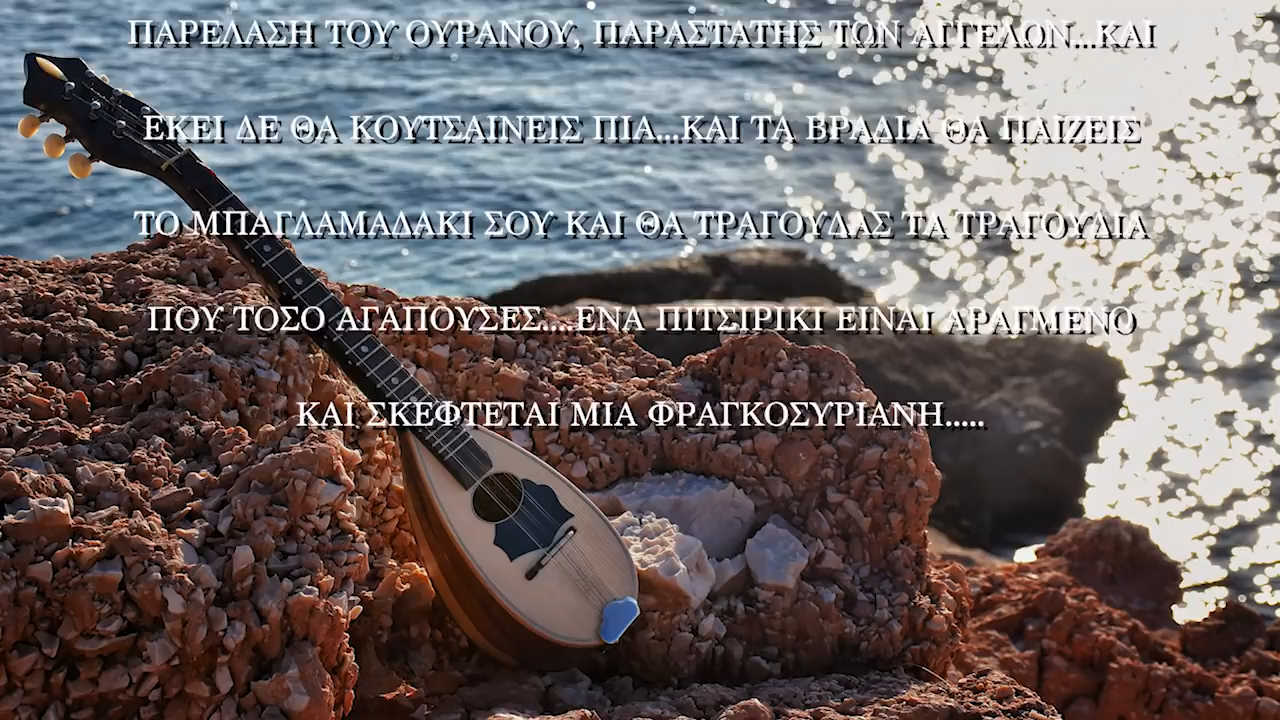 ΠΑΡΕΛΑΣΗ ΤΟΥ ΟΥΡΑΝΟΥ, ΠΑΡΑΣΤΑΤΗΣ ΤΩΝ ΑΓΓΕΛΩΝ...ΚΑΙ
ΕΚΕΙ ΔΕ ΘΑ ΚΟΥΤΣΑΙΝΕΙΣ ΠΙΑ...ΚΑΙ ΤΑ ΒΡΑΔΙΑ ΘΑ ΠΑΙΖΕΙΣ
ΤΟ ΜΠΑΓΛΑΜΑΔΑΚΙ ΣΟΥ ΚΑΙ ΘΑ ΤΡΑΓΟΥΔΑΣ ΤΑ ΤΡΑΓΟΥΔΙΑ
ΠΟΥ ΤΟΣΟ ΑΓΑΠΟΥΣΕΣ....ΕΝΑ ΠΙΤΣΙΡΙΚΙ ΕΙΝΑΙ ΑΡΑΓΜΕΝΟ
ΚΑΙ ΣΚΕΦΤΕΤΑΙ ΜΙΑ ΦΡΑΓΚΟΣΥΡΙΑΝΗ.....